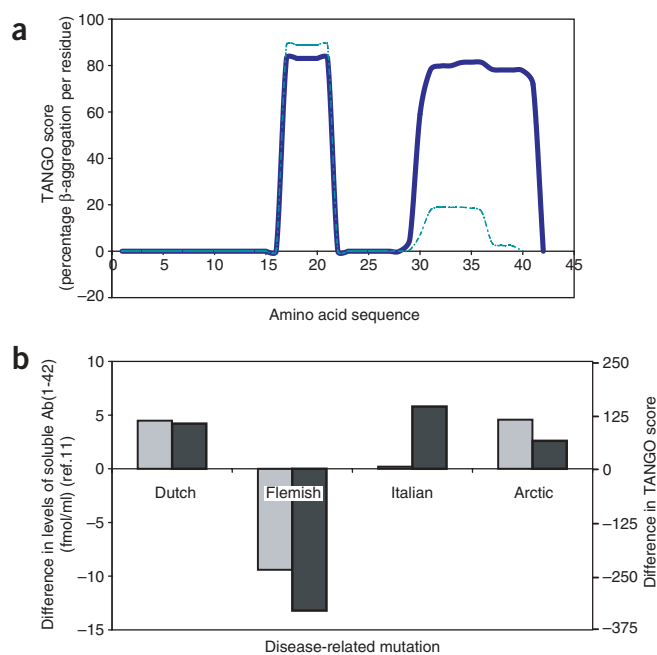 a
TANGO score
(percentage β-aggregation per residue)
100
80
60
40
20
0
–20
0 5 10 15 20 25 30 35 40 45
Amino acid sequence
b
Difference in levels of soluble Ab(1-42)
(fmol/ml) (ref.11)
10
5
0
–5
–10
–15
Dutch Flemish Italian Arctic
250
125
0
–125
–250
–375
Difference in TANGO score
Disease-related mutation